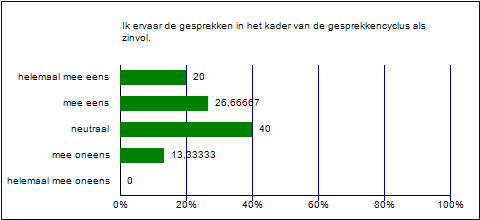 Ik ervaar de gesprekken in het kader van de gesprekkencyclus als
zinvol.
helemaal mee eens 20
mee eens 26,66667
neutraal 40
mee oneens 13,33333
helemaal mee oneens 0
0% 20% 40% 60% 80% 100%